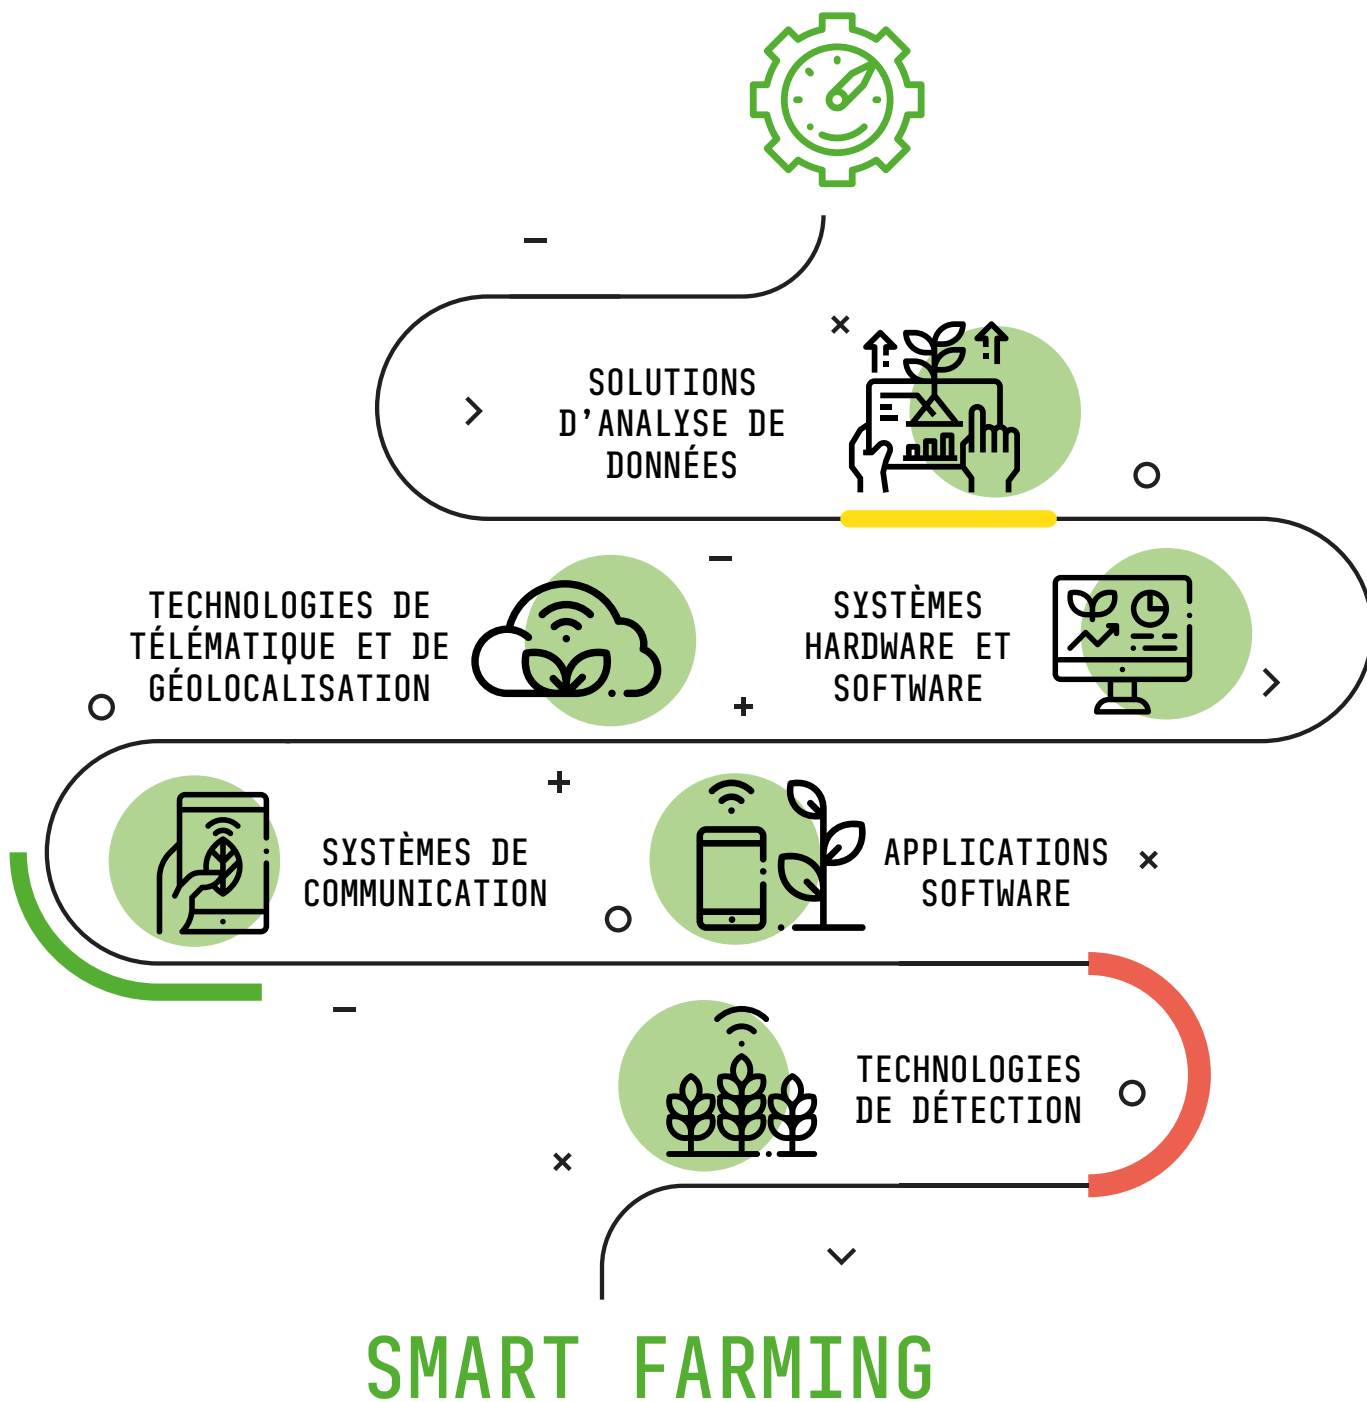 SOLUTIONS
D'ANALYSE DE
DONNÉES
TECHNOLOGIES DE
TÉLÉMATIQUE ET DE
GÉOLOCALISATION
SYSTÈMES
HARDWARE ET
SOFTWARE
SYSTÈMES DE
COMMUNICATION
APPLICATIONS
SOFTWARE
TECHNOLOGIES
DE DÉTECTION
SMART FARMING